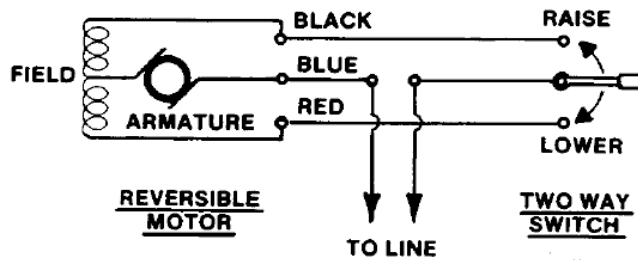 BLACK
RAISE
FIELD
BLUE
RED
ARMATURE
LOWER
REVERSIBLE
MOTOR
TWO WAY
SWITCH
TO LINE